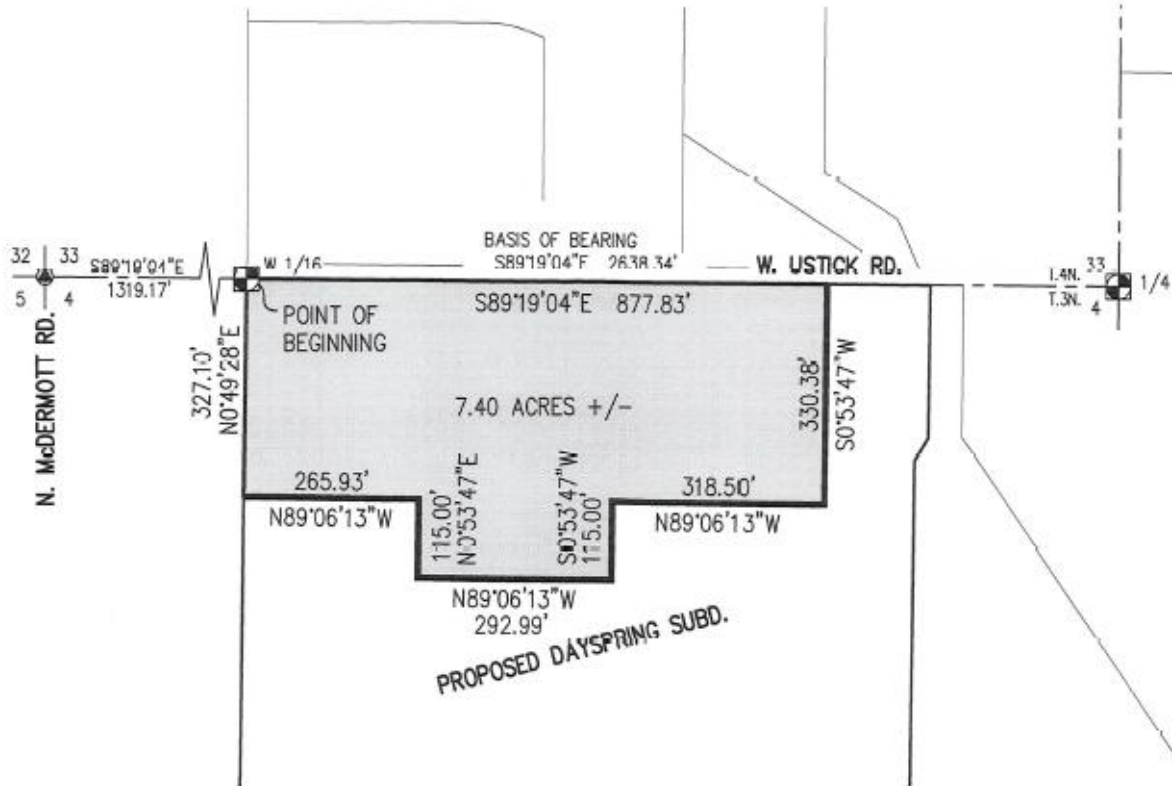 BASIS OF BEARING
S89°19'04"E 2638.34'
32 33
5 4
S89°19'04"E
1319.17'
W 1/16
W. USTICK RD.
T.4N. 33
T.3N. 4
1/4
S89°19'04"E 877.83'
POINT OF
BEGINNING
N. McDERMOTT RD.
327.10'
N0°49'28"E
7.40 ACRES +/-
330.38'
S0°53'47"W
265.93'
N89°06'13"W
115.00'
N0°53'47"E
S0°53'47"W
115.00'
318.50'
N89°06'13"W
N89°06'13"W
292.99'
PROPOSED DAYSPRING SUBD.